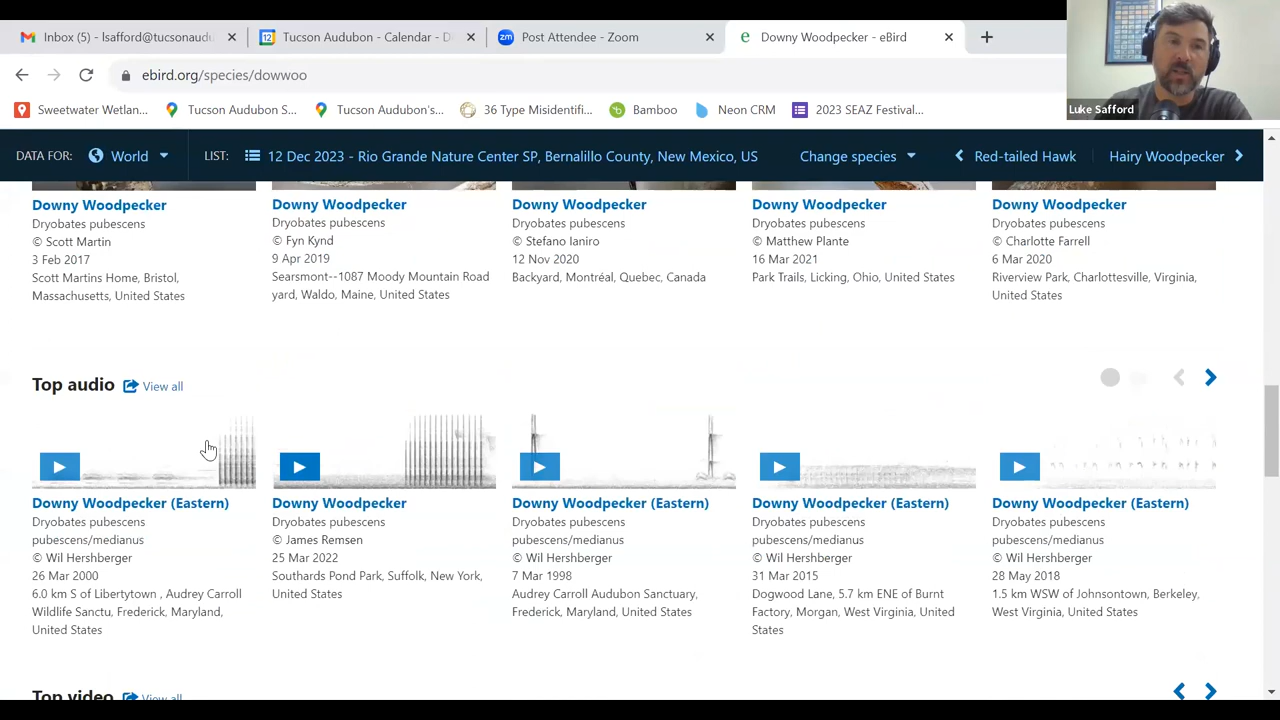 Inbox (5) - lsafford@tucsonaud
Tucson Audubon - Calendar - D
Post Attendee - Zoom
Downy Woodpecker - eBird
ebird.org/species/dowwoo
Luke Safford
Sweetwater Wetlan...
Tucson Audubon S...
Tucson Audubon's...
36 Type Misidentifi...
Bamboo
Neon CRM
2023 SEAZ Festival...
DATA FOR: World
LIST: 12 Dec 2023 - Rio Grande Nature Center SP, Bernalillo County, New Mexico, US
Change species
Red-tailed Hawk
Hairy Woodpecker
Downy Woodpecker
Dryobates pubescens
© Scott Martin
3 Feb 2017
Scott Martins Home, Bristol,
Massachusetts, United States
Downy Woodpecker
Dryobates pubescens
© Fyn Kynd
9 Apr 2019
Searsmont--1087 Moody Mountain Road
yard, Waldo, Maine, United States
Downy Woodpecker
Dryobates pubescens
© Stefano Ianiro
12 Nov 2020
Backyard, Montréal, Quebec, Canada
Downy Woodpecker
Dryobates pubescens
© Matthew Plante
16 Mar 2021
Park Trails, Licking, Ohio, United States
Downy Woodpecker
Dryobates pubescens
© Charlotte Farrell
6 Mar 2020
Riverview Park, Charlottesville, Virginia,
United States
Top audio View all
Downy Woodpecker (Eastern)
Dryobates pubescens
pubescens/medianus
© Wil Hershberger
26 Mar 2000
6.0 km S of Libertytown , Audrey Carroll
Wildlife Sanctu, Frederick, Maryland,
United States
Downy Woodpecker
Dryobates pubescens
© James Remsen
25 Mar 2022
Southards Pond Park, Suffolk, New York,
United States
Downy Woodpecker (Eastern)
Dryobates pubescens
pubescens/medianus
© Wil Hershberger
7 Mar 1998
Audrey Carroll Audubon Sanctuary,
Frederick, Maryland, United States
Downy Woodpecker (Eastern)
Dryobates pubescens
pubescens/medianus
© Wil Hershberger
31 Mar 2015
Dogwood Lane, 5.7 km ENE of Burnt
Factory, Morgan, West Virginia, United
States
Downy Woodpecker (Eastern)
Dryobates pubescens
pubescens/medianus
© Wil Hershberger
28 May 2018
1.5 km WSW of Johnsontown, Berkeley,
West Virginia, United States
Top video View all